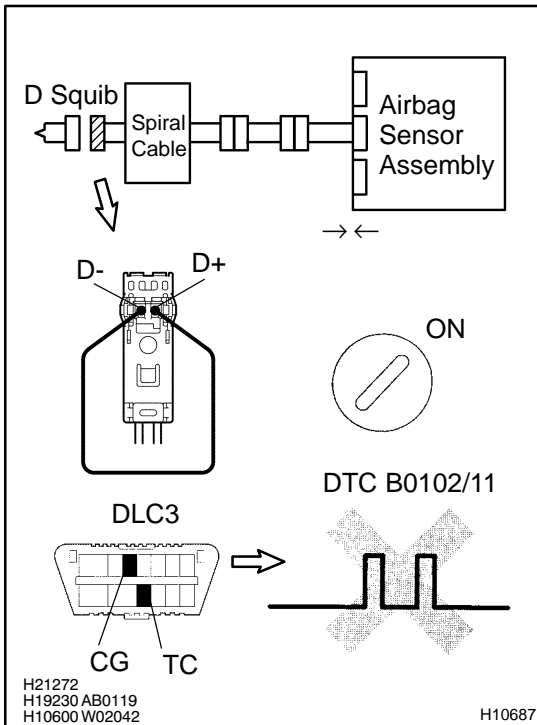 D Squib
Spiral
Cable
Airbag
Sensor
Assembly
D-
D+
ON
DTC B0102/11
DLC3
CG
TC
H21272
H19230 AB0119
H10600 W02042
H10687